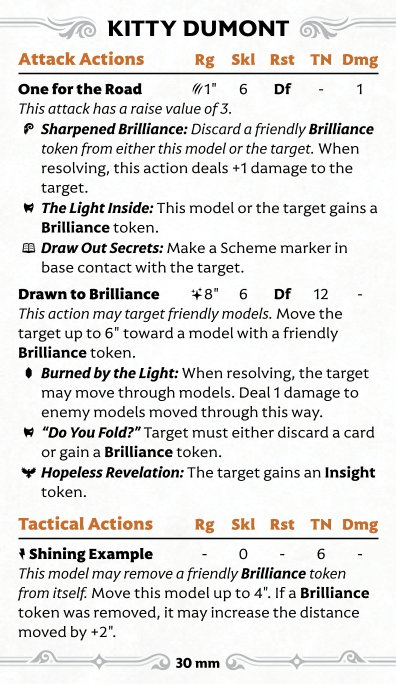 KITTY DUMONT
Attack Actions Rg Skl Rst TN Dmg
One for the Road 1" 6 Df - 1
This attack has a raise value of 3.
Sharpened Brilliance: Discard a friendly Brilliance
token from either this model or the target. When
resolving, this action deals +1 damage to the
target.
The Light Inside: This model or the target gains a
Brilliance token.
Draw Out Secrets: Make a Scheme marker in
base contact with the target.
Drawn to Brilliance 8" 6 Df 12 -
This action may target friendly models. Move the
target up to 6" toward a model with a friendly
Brilliance token.
Burned by the Light: When resolving, the target
may move through models. Deal 1 damage to
enemy models moved through this way.
"Do You Fold?" Target must either discard a card
or gain a Brilliance token.
Hopeless Revelation: The target gains an Insight
token.
Tactical Actions Rg Skl Rst TN Dmg
Shining Example - 0 - 6 -
This model may remove a friendly Brilliance token
from itself. Move this model up to 4". If a Brilliance
token was removed, it may increase the distance
moved by +2".
30 mm